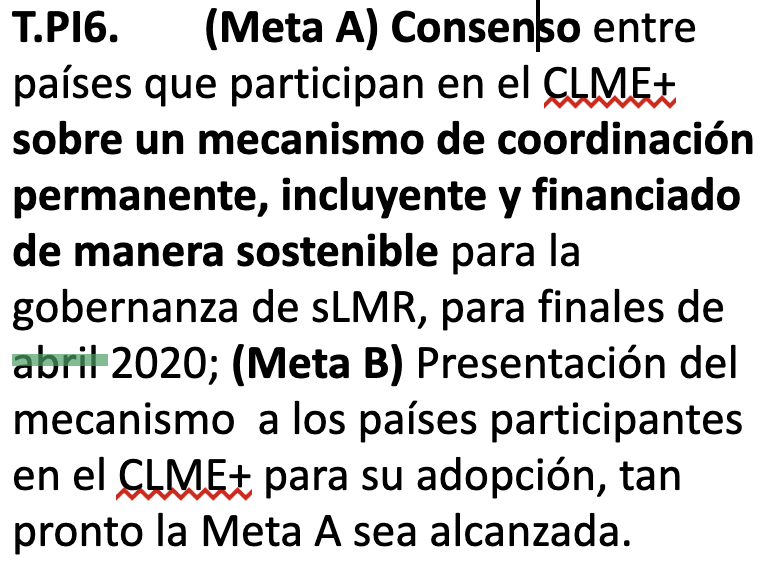 T.PI6. (Meta A) Consenso entre
países que participan en el CLME+
sobre un mecanismo de coordinación
permanente, incluyente y financiado
de manera sostenible para la
gobernanza de sLMR, para finales de
abril 2020; (Meta B) Presentación del
mecanismo a los países participantes
en el CLME+ para su adopción, tan
pronto la Meta A sea alcanzada.